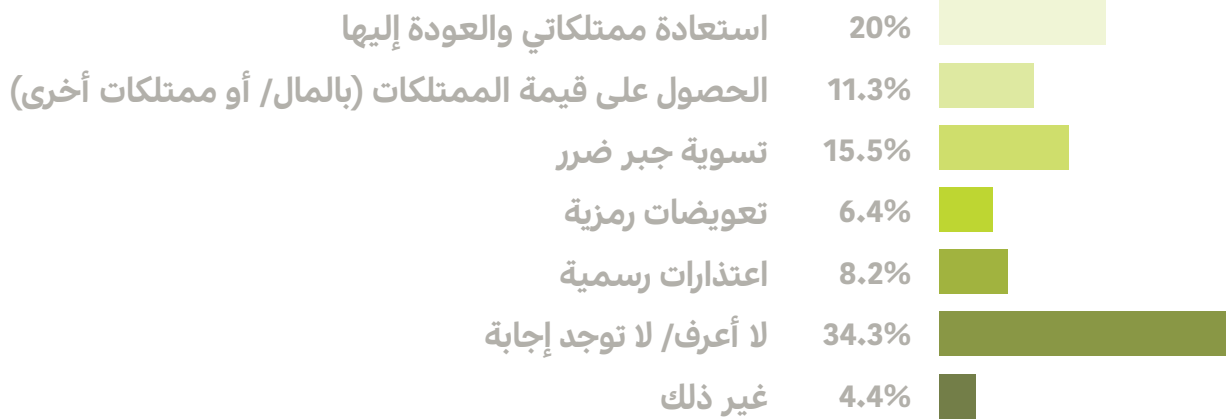 استعادة ممتلكاتي والعودة إليها 20%
الحصول على قيمة الممتلكات (بالمال/ أو ممتلكات أخرى) 11.3%
تسوية جبر ضرر 15.5%
تعويضات رمزية 6.4%
اعتذارات رسمية 8.2%
لا أعرف/ لا توجد إجابة 34.3%
غير ذلك 4.4%